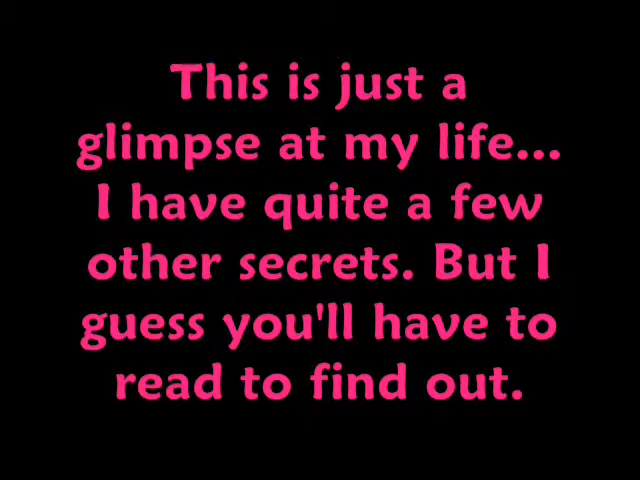 This is just a
glimpse at my life...
I have quite a few
other secrets. But I
guess you'll have to
read to find out.